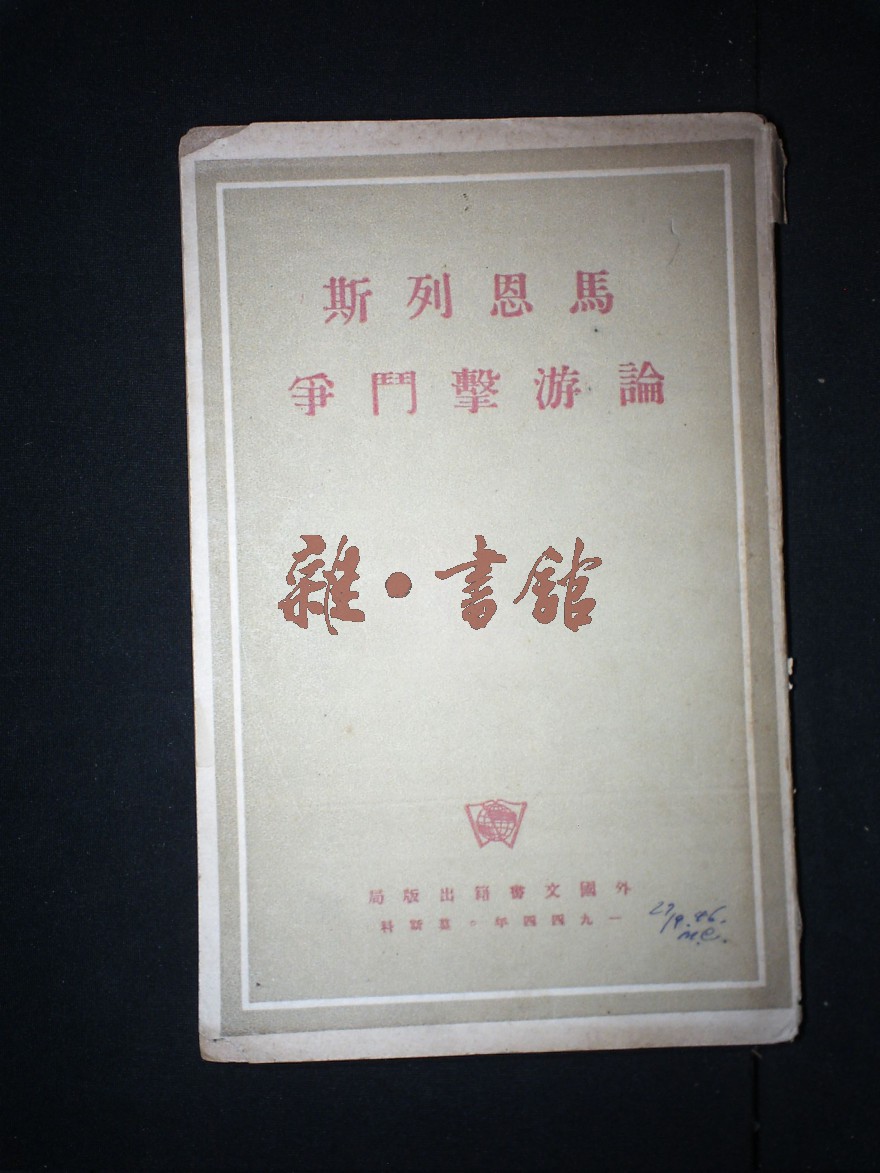 馬恩列斯
論游擊鬥爭
雜·書館
外國文書籍出版局
一九四四年。莫斯科
27/9.46.
M.C.